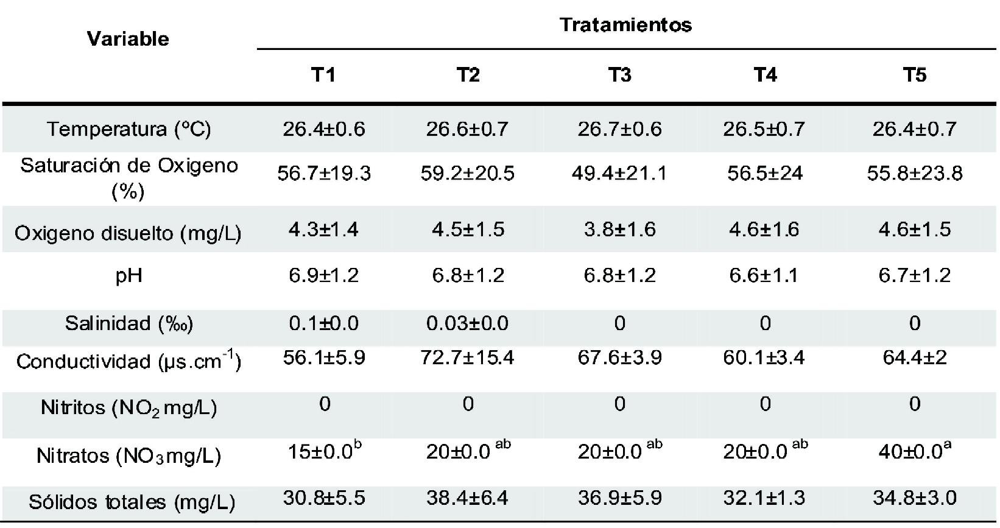 Tratamientos
Variable
T1 T2 T3 T4 T5
Temperatura (ºC) 26.4±0.6 26.6±0.7 26.7±0.6 26.5±0.7 26.4±0.7
Saturación de Oxigeno
(%) 56.7±19.3 59.2±20.5 49.4±21.1 56.5±24 55.8±23.8
Oxigeno disuelto (mg/L) 4.3±1.4 4.5±1.5 3.8±1.6 4.6±1.6 4.6±1.5
pH 6.9±1.2 6.8±1.2 6.8±1.2 6.6±1.1 6.7±1.2
Salinidad (‰) 0.1±0.0 0.03±0.0 0 0 0
Conductividad (µs.cm⁻¹) 56.1±5.9 72.7±15.4 67.6±3.9 60.1±3.4 64.4±2
Nitritos (NO₂ mg/L) 0 0 0 0 0
Nitratos (NO₃ mg/L) 15±0.0ᵇ 20±0.0 ᵃᵇ 20±0.0 ᵃᵇ 20±0.0 ᵃᵇ 40±0.0ᵃ
Sólidos totales (mg/L) 30.8±5.5 38.4±6.4 36.9±5.9 32.1±1.3 34.8±3.0